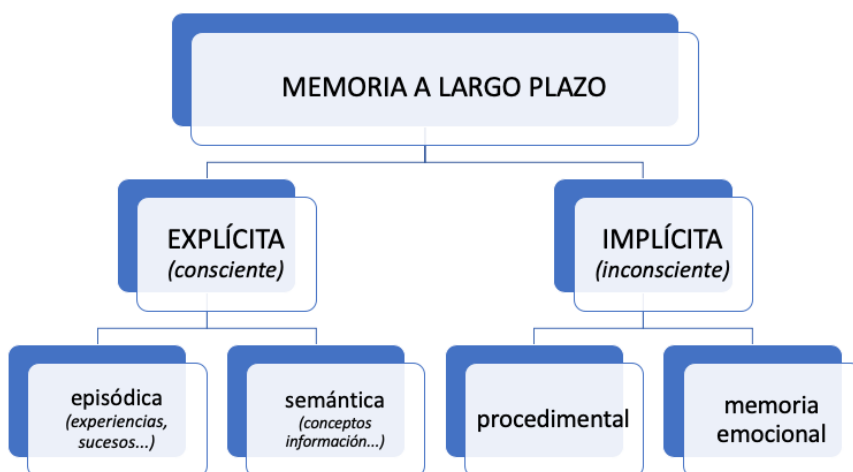 MEMORIA A LARGO PLAZO
EXPLÍCITA
(consciente)
IMPLÍCITA
(inconsciente)
episódica
(experiencias,
sucesos...)
semántica
(conceptos
información...)
procedimental
memoria
emocional